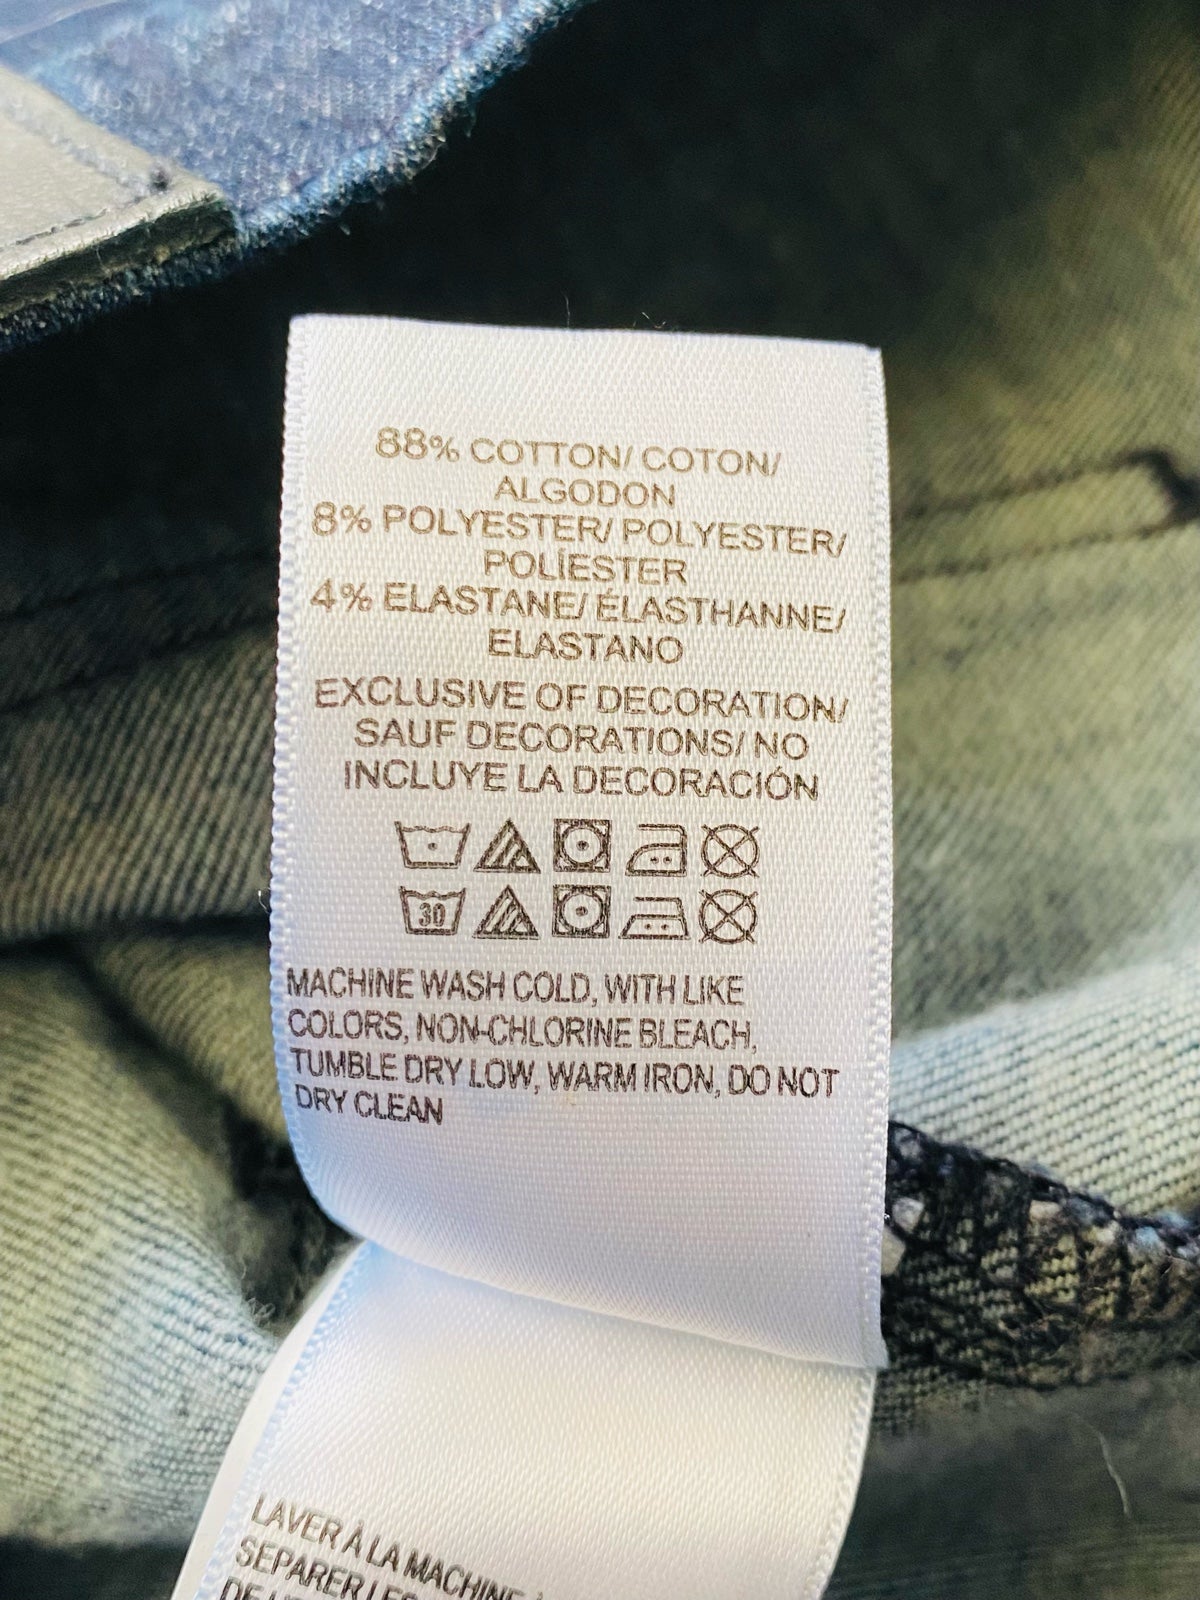 88% COTTON/ COTON/
ALGODON
8% POLYESTER/ POLYESTER/
POLÍESTER
4% ELASTANE/ ÉLASTHANNE/
ELASTANO
EXCLUSIVE OF DECORATION/
SAUF DECORATIONS/ NO
INCLUYE LA DECORACIÓN
30
MACHINE WASH COLD, WITH LIKE
COLORS, NON-CHLORINE BLEACH,
TUMBLE DRY LOW, WARM IRON, DO NOT
DRY CLEAN
LAVER À LA MACHINE
SEPARER LES